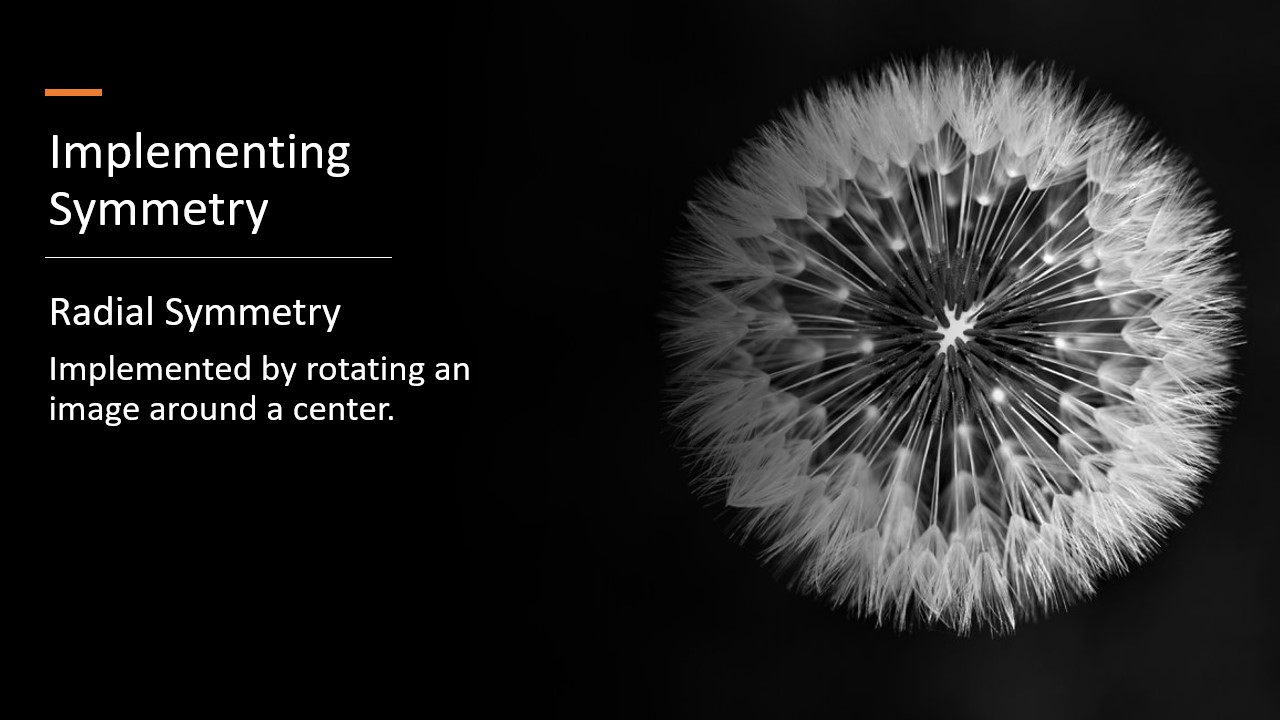 Implementing
Symmetry
Radial Symmetry
Implemented by rotating an
image around a center.